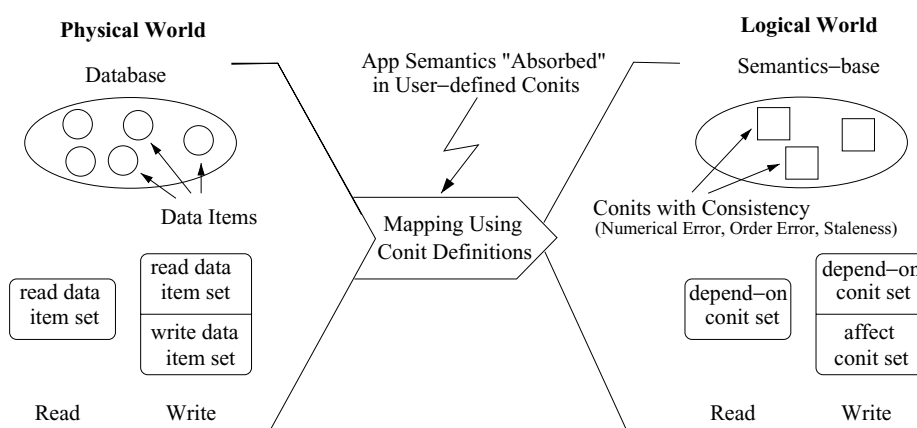 Physical World
Database
Data Items
read data
item set
read data
item set
write data
item set
Read
Write
App Semantics "Absorbed"
in User−defined Conits
Mapping Using
Conit Definitions
Logical World
Semantics−base
Conits with Consistency
(Numerical Error, Order Error, Staleness)
depend−on
conit set
depend−on
conit set
affect
conit set
Read
Write